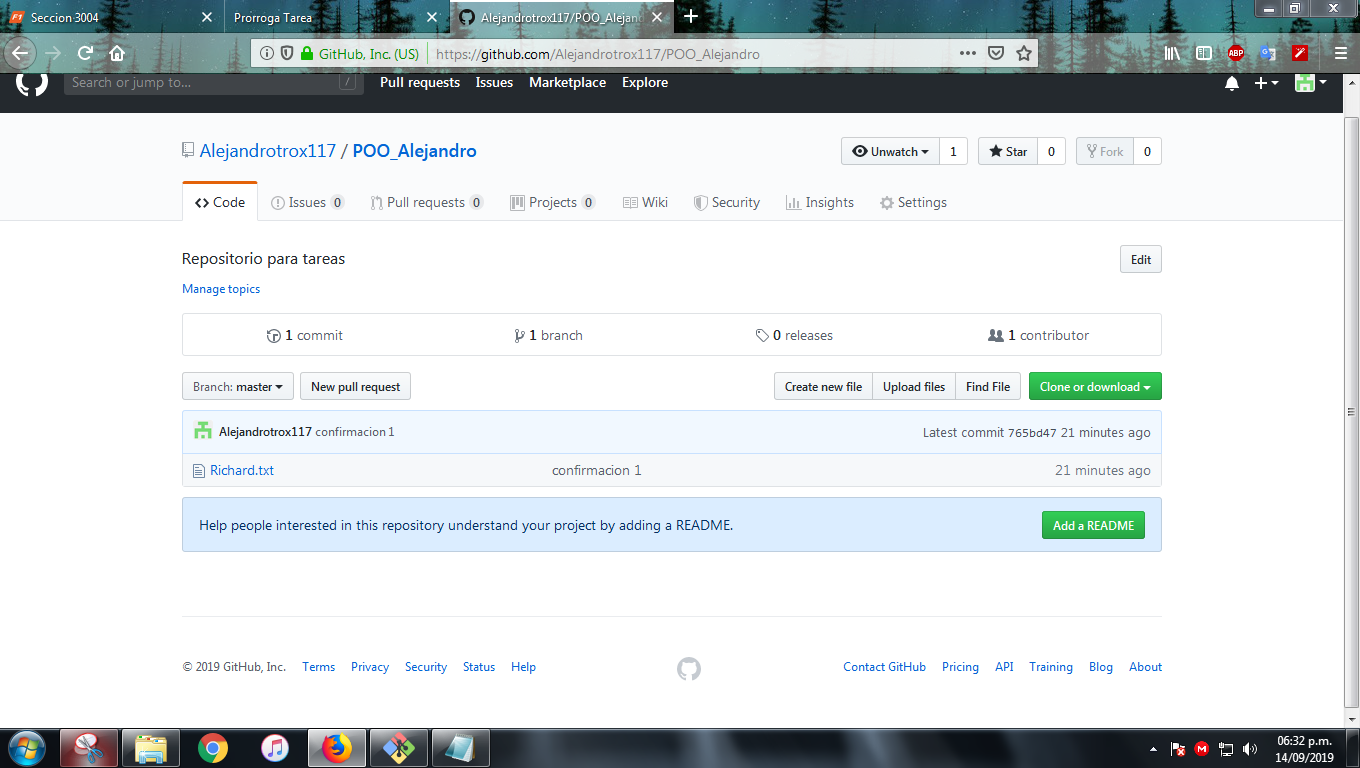 Seccion 3004
Prorroga Tarea
Alejandrotrox117/POO_Alejand
GitHub, Inc. (US)
https://github.com/Alejandrotrox117/POO_Alejandro
ABP
Search or jump to...
/
Pull requests Issues Marketplace Explore
Alejandrotrox117 / POO_Alejandro
Unwatch 1
Star 0
Fork 0
Code
Issues 0
Pull requests 0
Projects 0
Wiki
Security
Insights
Settings
Repositorio para tareas
Edit
Manage topics
1 commit
1 branch
0 releases
1 contributor
Branch: master
New pull request
Create new file
Upload files
Find File
Clone or download
Alejandrotrox117 confirmacion 1
Latest commit 765bd47 21 minutes ago
Richard.txt
confirmacion 1
21 minutes ago
Help people interested in this repository understand your project by adding a README.
Add a README
© 2019 GitHub, Inc. Terms Privacy Security Status Help
Contact GitHub Pricing API Training Blog About
06:32 p.m.
14/09/2019